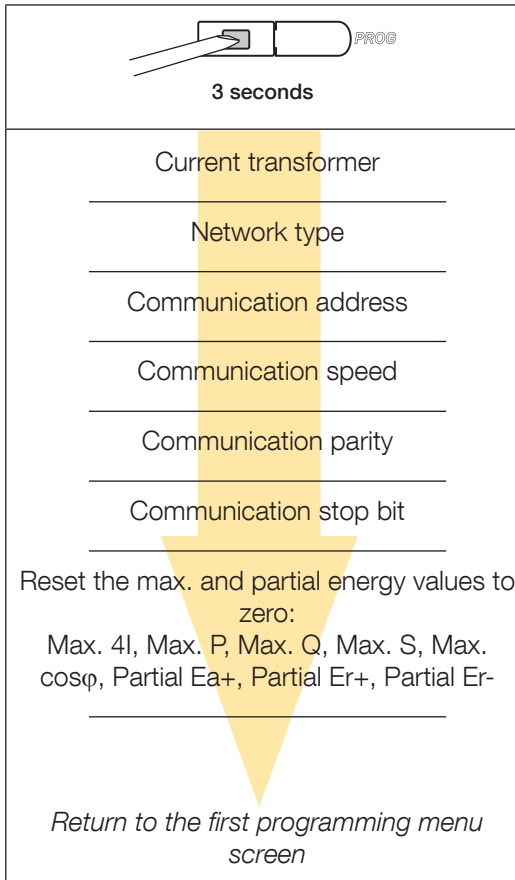 PROG
3 seconds
Current transformer
Network type
Communication address
Communication speed
Communication parity
Communication stop bit
Reset the max. and partial energy values to
zero:
Max. 4I, Max. P, Max. Q, Max. S, Max.
cosφ, Partial Ea+, Partial Er+, Partial Er-
Return to the first programming menu
screen